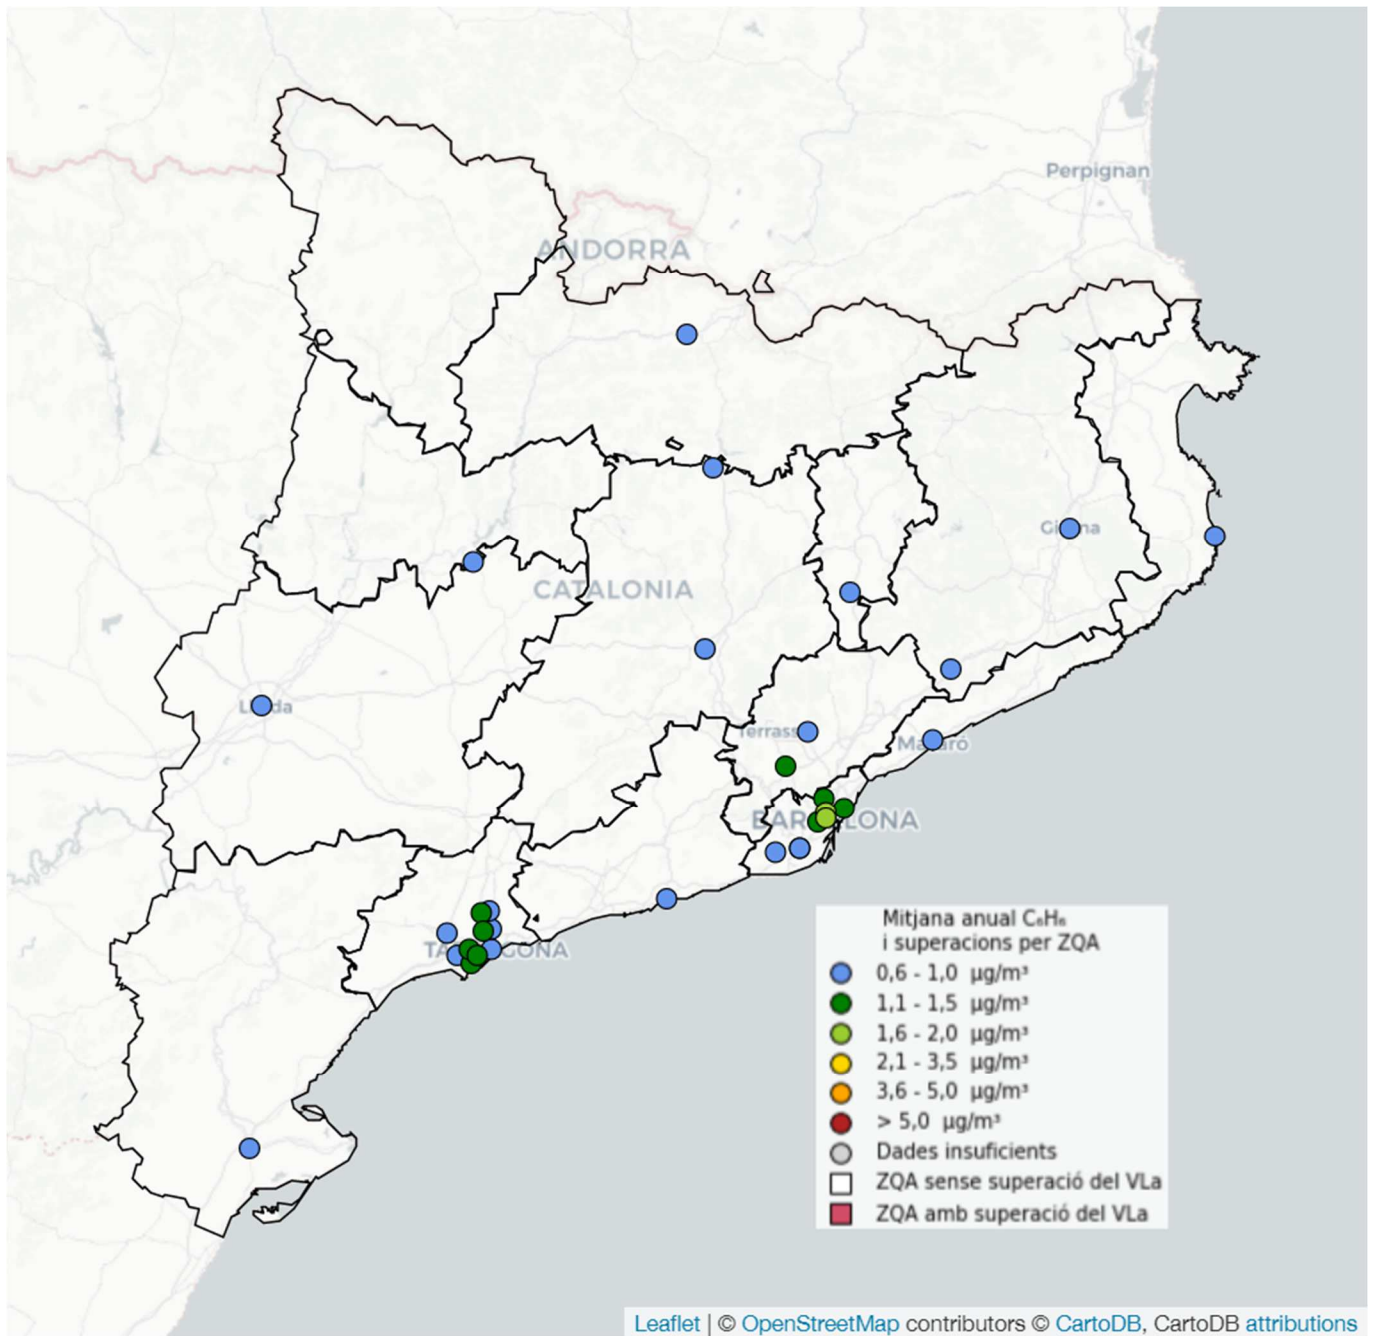 Perpignan
ANDORRA
CATALONIA
BARCELONA
Mitjana anual C₆H₆
i superacions per ZQA
0,6 - 1,0 µg/m³
1,1 - 1,5 µg/m³
1,6 - 2,0 µg/m³
2,1 - 3,5 µg/m³
3,6 - 5,0 µg/m³
> 5,0 µg/m³
Dades insuficients
ZQA sense superació del VLa
ZQA amb superació del VLa
Leaflet | © OpenStreetMap contributors © CartoDB, CartoDB attributions